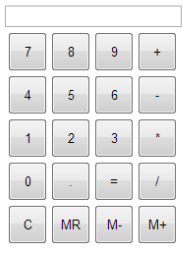 7 8 9 +
4 5 6 -
1 2 3 *
0 . = /
C MR M- M+